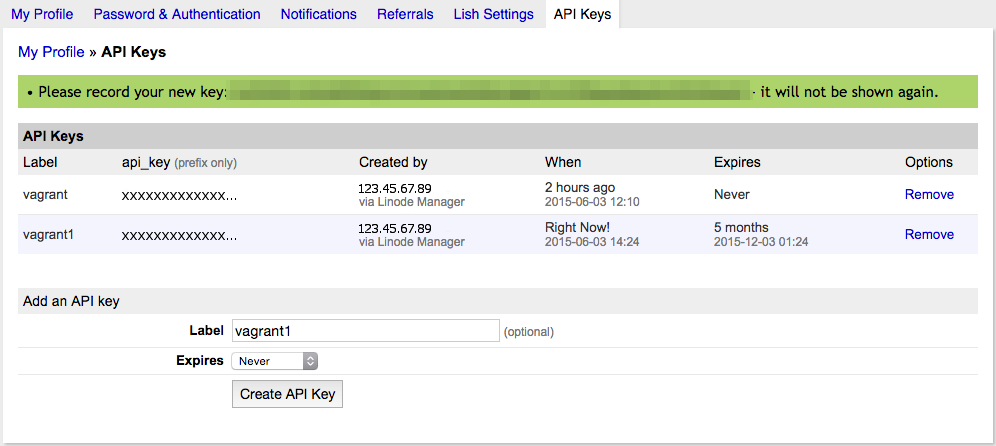 My Profile Password & Authentication Notifications Referrals Lish Settings API Keys
My Profile » API Keys
• Please record your new key: - it will not be shown again.
API Keys
Label api_key (prefix only) Created by When Expires Options
vagrant xxxxxxxxxxxxx... 123.45.67.89 2 hours ago Never Remove
via Linode Manager 2015-06-03 12:10
vagrant1 xxxxxxxxxxxxx... 123.45.67.89 Right Now! 5 months Remove
via Linode Manager 2015-06-03 14:24 2015-12-03 01:24
Add an API key
Label vagrant1 (optional)
Expires Never
Create API Key